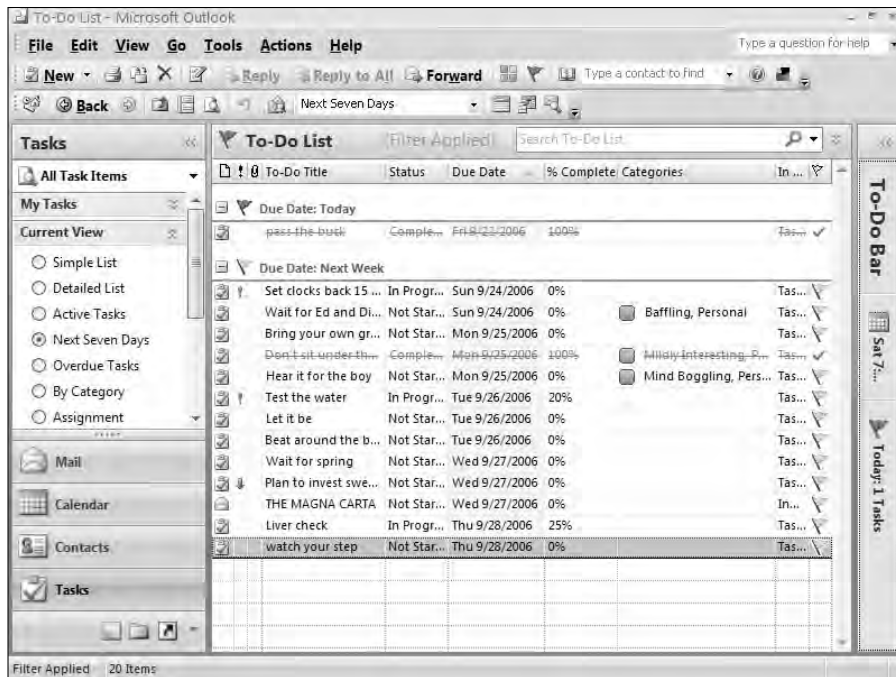 To-Do List - Microsoft Outlook
File Edit View Go Tools Actions Help Type a question for help
New Reply Reply to All Forward Type a contact to find
Back Next Seven Days
Tasks
All Task Items
My Tasks
Current View
Simple List
Detailed List
Active Tasks
Next Seven Days
Overdue Tasks
By Category
Assignment
Mail
Calendar
Contacts
Tasks
To-Do List (Filter Applied) Search To-Do List
To-Do Title Status Due Date % Complete Categories In ...
Due Date: Today
pass the buck Comple... Fri 100% Tas...
Due Date: Next Week
Set clocks back 15 ... In Progr... Sun 9/24/2006 0% Tas...
Wait for Ed and Di... Not Star... Sun 9/24/2006 0% Baffling, Personal Tas...
Bring your own gr... Not Star... Mon 9/25/2006 0% Tas...
Don't sit under th... Comple... Mon 9/25/2006 100% Mildly Interesting, P... Tas...
Hear it for the boy Not Star... Mon 9/25/2006 0% Mind Boggling, Pers... Tas...
Test the water In Progr... Tue 9/26/2006 20% Tas...
Let it be Not Star... Tue 9/26/2006 0% Tas...
Beat around the b... Not Star... Tue 9/26/2006 0% Tas...
Wait for spring Not Star... Wed 9/27/2006 0% Tas...
Plan to invest swe... Not Star... Wed 9/27/2006 0% Tas...
THE MAGNA CARTA Not Star... Wed 9/27/2006 0% In...
Liver check In Progr... Thu 9/28/2006 25% Tas...
watch your step Not Star... Thu 9/28/2006 0% Tas...
To-Do Bar
Sat 7:...
Today: 1 Tasks
Filter Applied 20 Items